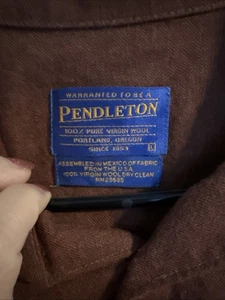 WARRANTED TO BE A
PENDLETON
100% PURE VIRGIN WOOL
PORTLAND, OREGON
SINCE 1863
L
ASSEMBLED IN MEXICO OF FABRIC
FROM THE U.S.A.
100% VIRGIN WOOL DRY CLEAN
RN29685